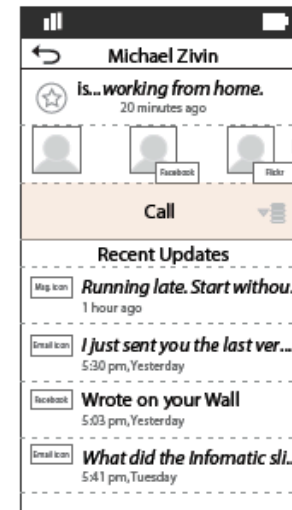 Michael Zivin
is...working from home.
20 minutes ago
Facebook
Flickr
Call
Recent Updates
Msg. icon
Running late. Start withou..
1 hour ago
Email icon
I just sent you the last ver...
5:30 pm, Yesterday
Facebook
Wrote on your Wall
5:03 pm, Yesterday
Email icon
What did the Infomatic sli..
5:41 pm, Tuesday